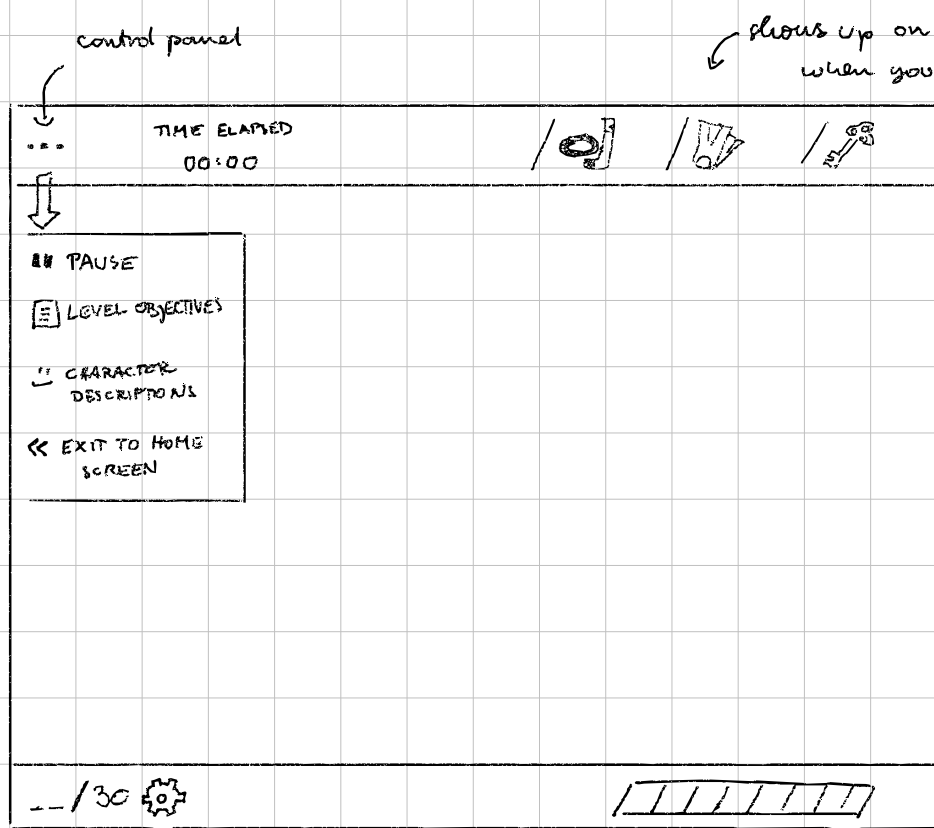 control panel
shows up on
when you
...
TIME ELAPSED
00:00
/
/
/
PAUSE
LEVEL OBJECTIVES
CHARACTER
DESCRIPTIONS
<< EXIT TO HOME
SCREEN
__/30